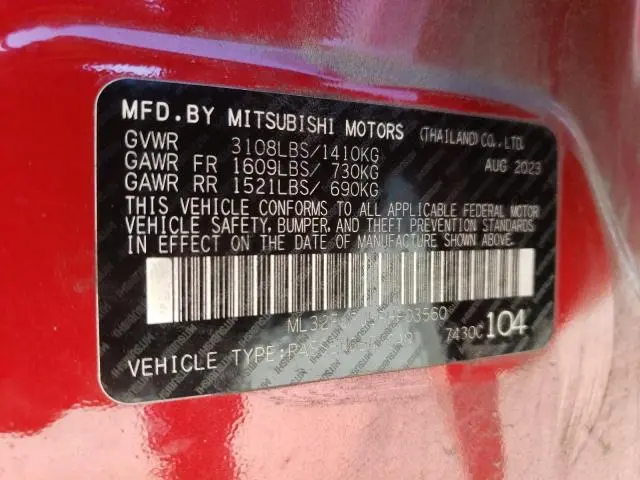 MFD.BY MITSUBISHI MOTORS (THAILAND) CO., LTD.
GVWR 3108LBS/1410KG AUG 2023
GAWR FR 1609LBS/ 730KG
GAWR RR 1521LBS/ 690KG
THIS VEHICLE CONFORMS TO ALL APPLICABLE FEDERAL MOTOR
VEHICLE SAFETY, BUMPER, AND THEFT PREVENTION STANDARDS
IN EFFECT ON THE DATE OF MANUFACTURE SHOWN ABOVE.
7430C 104
VEHICLE TYPE: